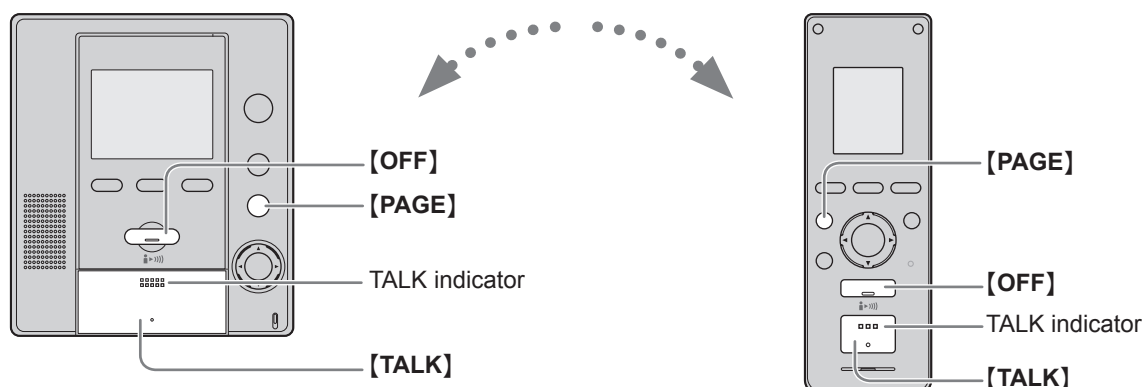 【OFF】
【PAGE】
TALK indicator
【TALK】
【PAGE】
【OFF】
TALK indicator
【TALK】